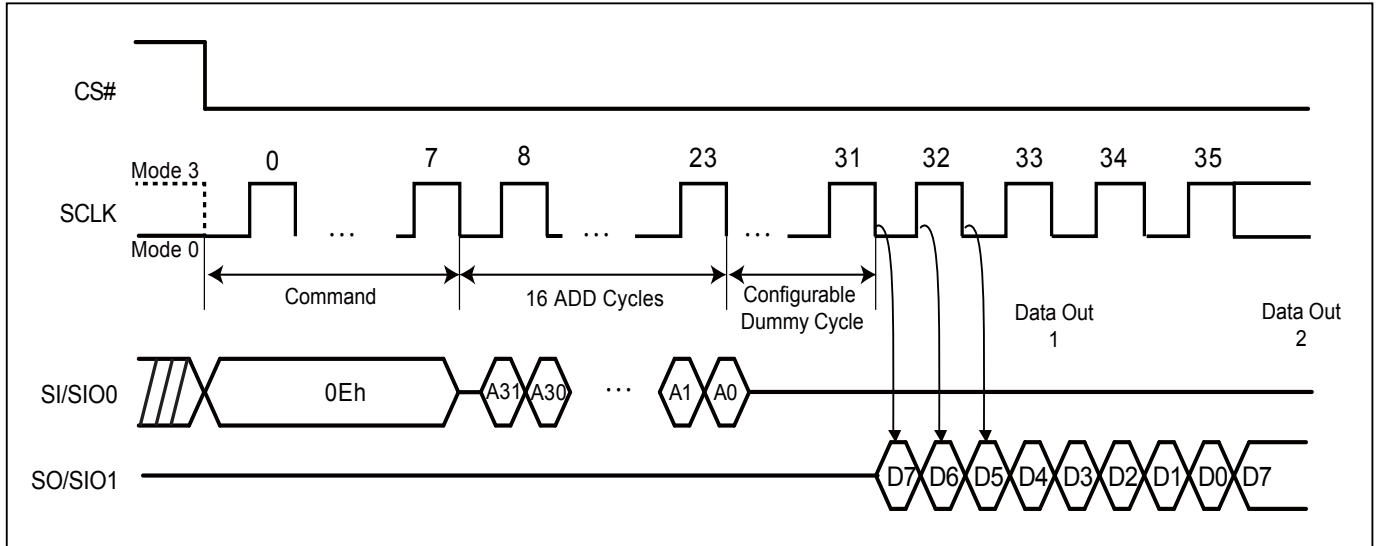 CS#
Mode 3
Mode 0
SCLK
0 ... 7 8 ... 23 ... 31 32 33 34 35
Command
16 ADD Cycles
Configurable
Dummy Cycle
Data Out
1
Data Out
2
SI/SIO0
0Eh
A31 A30 ... A1 A0
SO/SIO1
D7 D6 D5 D4 D3 D2 D1 D0 D7